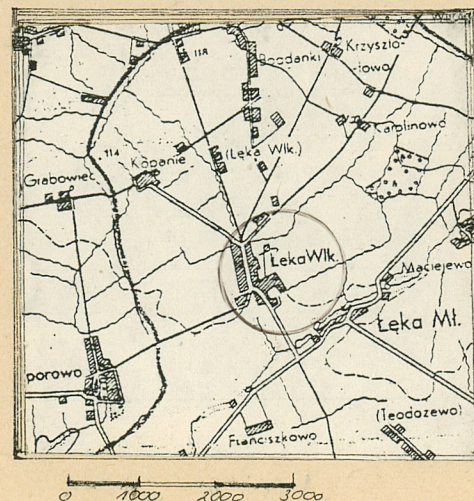 118
Bogdanki
Krzyszto-
łowo
Karolinowo
(Łęka Wlk.)
114
Kopanie
Grabowiec
Łęka Wlk.
Maciejewo
Łęka Mł.
porowo
(Teodozewo)
Franciszkowo
0 1000 2000 3000